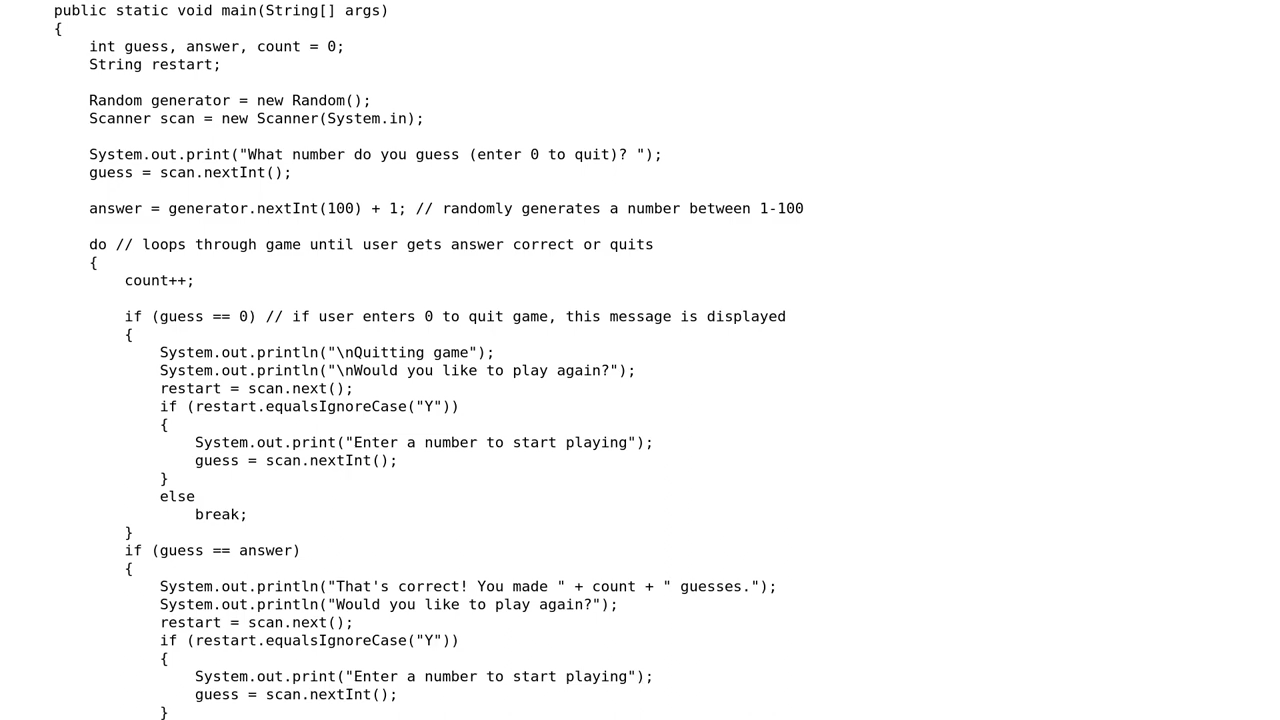 public static void main(String[] args)
{
int guess, answer, count = 0;
String restart;
Random generator = new Random();
Scanner scan = new Scanner(System.in);
System.out.print("What number do you guess (enter 0 to quit)? ");
guess = scan.nextInt();
answer = generator.nextInt(100) + 1; // randomly generates a number between 1-100
do // loops through game until user gets answer correct or quits
{
count++;
if (guess == 0) // if user enters 0 to quit game, this message is displayed
{
System.out.println("\nQuitting game");
System.out.println("\nWould you like to play again?");
restart = scan.next();
if (restart.equalsIgnoreCase("Y"))
{
System.out.print("Enter a number to start playing");
guess = scan.nextInt();
}
else
break;
}
if (guess == answer)
{
System.out.println("That's correct! You made " + count + " guesses.");
System.out.println("Would you like to play again?");
restart = scan.next();
if (restart.equalsIgnoreCase("Y"))
{
System.out.print("Enter a number to start playing");
guess = scan.nextInt();
}